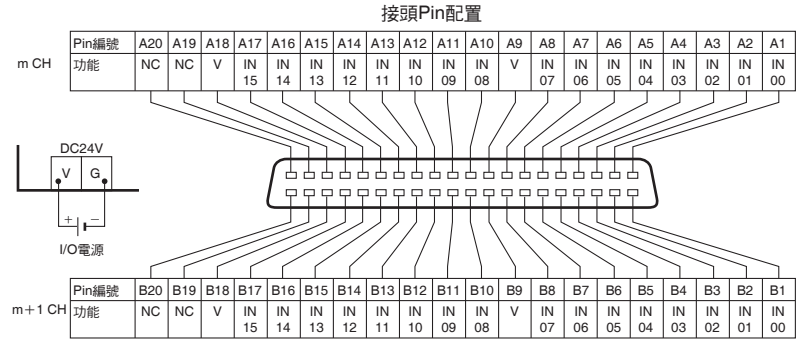 接頭Pin配置
Pin編號 A20 A19 A18 A17 A16 A15 A14 A13 A12 A11 A10 A9 A8 A7 A6 A5 A4 A3 A2 A1
m CH 功能 NC NC V IN 15 IN 14 IN 13 IN 12 IN 11 IN 10 IN 09 IN 08 V IN 07 IN 06 IN 05 IN 04 IN 03 IN 02 IN 01 IN 00
DC24V
V G
+ −
I/O電源
Pin編號 B20 B19 B18 B17 B16 B15 B14 B13 B12 B11 B10 B9 B8 B7 B6 B5 B4 B3 B2 B1
m+1 CH 功能 NC NC V IN 15 IN 14 IN 13 IN 12 IN 11 IN 10 IN 09 IN 08 V IN 07 IN 06 IN 05 IN 04 IN 03 IN 02 IN 01 IN 00